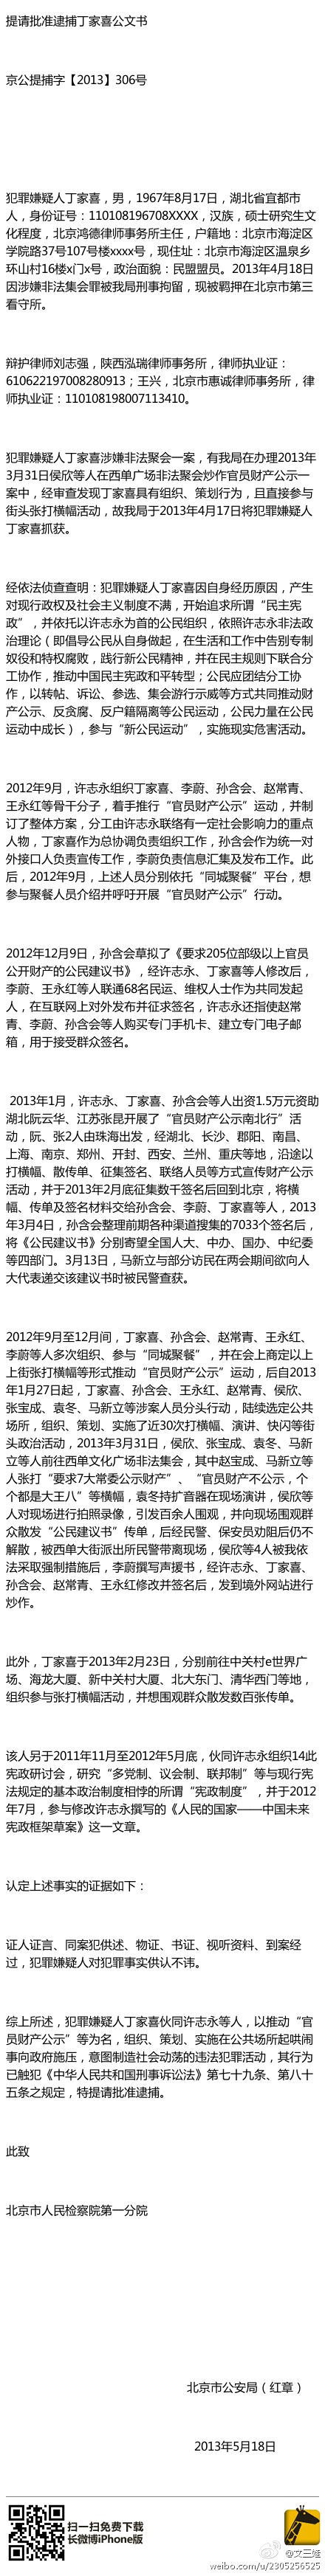 提请批准逮捕丁家喜公文书
京公提捕字【2013】306号
犯罪嫌疑人丁家喜，男，1967年8月17日，湖北省宜都市
人，身份证号：110108196708XXXX，汉族，硕士研究生文
化程度，北京鸿德律师事务所主任，户籍地：北京市海淀区
学院路37号107号楼xxxx号，现住址：北京市海淀区温泉乡
环山村16楼x门x号，政治面貌：民盟盟员。2013年4月18日
因涉嫌非法集会罪被我局刑事拘留，现被羁押在北京市第三
看守所。
辩护律师刘志强，陕西泓瑞律师事务所，律师执业证：
610622197008280913；王兴，北京市惠诚律师事务所，律
师执业证：110108198007113410。
犯罪嫌疑人丁家喜涉嫌非法聚会一案，有我局在办理2013年
3月31日侯欣等人在西单广场非法聚会炒作官员财产公示一
案中，经审查发现丁家喜具有组织、策划行为，且直接参与
街头张打横幅活动，故我局于2013年4月17日将犯罪嫌疑人
丁家喜抓获。
经依法侦查查明：犯罪嫌疑人丁家喜因自身经历原因，产生
对现行政权及社会主义制度不满，开始追求所谓“民主宪
政”，并依托以许志永为首的公民组织，依照许志永非法政
治理论（即倡导公民从自身做起，在生活和工作中告别专制
奴役和特权腐败，践行新公民精神，并在民主规则下联合分
工协作，推动中国民主宪政和平转型；公民应团结分工协
作，以转帖、诉讼、参选、集会游行示威等方式共同推动财
产公示、反贪腐、反户籍隔离等公民运动，公民力量在公民
运动中成长），参与“新公民运动”，实施现实危害活动。
2012年9月，许志永组织丁家喜、李蔚、孙含会、赵常青、
王永红等骨干分子，着手推行“官员财产公示”运动，并制
订了整体方案，分工由许志永联络有一定社会影响力的重点
人物，丁家喜作为总协调负责组织工作，孙含会作为统一对
外接口人负责宣传工作，李蔚负责信息汇集及发布工作。此
后，2012年9月，上述人员分别依托“同城聚餐”平台，想
参与聚餐人员介绍并呼吁开展“官员财产公示”行动。
2012年12月9日，孙含会草拟了《要求205位部级以上官员
公开财产的公民建议书》，经许志永、丁家喜等人修改后，
李蔚、王永红等人联通68名民运、维权人士作为共同发起
人，在互联网上对外发布并征求签名，许志永还指使赵常
青、李蔚、孙含会等人购买专门手机卡、建立专门电子邮
箱，用于接受群众签名。
2013年1月，许志永、丁家喜、孙含会等人出资1.5万元资助
湖北阮云华、江苏张昆开展了“官员财产公示南北行”活
动，阮、张2人由珠海出发，经湖北、长沙、郡阳、南昌、
上海、南京、郑州、开封、西安、兰州、重庆等地，沿途以
打横幅、散传单、征集签名、联络人员等方式宣传财产公示
活动，并于2013年2月底征集数千签名后回到北京，将横
幅、传单及签名材料交给孙含会、李蔚、丁家喜等人，2013
年3月4日，孙含会整理前期各种渠道搜集的7033个签名后，
将《公民建议书》分别寄望全国人大、中办、国办、中纪委
等四部门。3月13日，马新立与部分访民在两会期间欲向人
大代表递交该建议书时被民警查获。
2012年9月至12月间，丁家喜、孙含会、赵常青、王永红、
李蔚等人多次组织、参与“同城聚餐”，并在会上商定以上
上街张打横幅等形式推动“官员财产公示”运动，后自2013
年1月27日起，丁家喜、孙含会、王永红、赵常青、侯欣、
张宝成、袁冬、马新立等涉案人员分头行动，陆续选定公共
场所，组织、策划、实施了近30次打横幅、演讲、快闪等街
头政治活动，2013年3月31日，侯欣、张宝成、袁冬、马新
立等人前往西单文化广场非法集会，其中赵宝成、马新立等
人张打“要求7大常委公示财产”、“官员财产不公示，个
个都是大王八”等横幅，袁冬持扩音器在现场演讲，侯欣等
人对现场进行拍照录像，引发百余人围观，并向现场围观群
众散发“公民建议书”传单，后经民警、保安员劝阻后仍不
解散，被西单大街派出所民警带离现场，侯欣等4人被我依
法采取强制措施后，李蔚撰写声援书，经许志永、丁家喜、
孙含会、赵常青、王永红修改并签名后，发到境外网站进行
炒作。
此外，丁家喜于2013年2月23日，分别前往中关村e世界广
场、海龙大厦、新中关村大厦、北大东门、清华西门等地，
组织参与张打横幅活动，并想围观群众散发数百张传单。
该人另于2011年11月至2012年5月底，伙同许志永组织14此
宪政研讨会，研究“多党制、议会制、联邦制”等与现行宪
法规定的基本政治制度相悖的所谓“宪政制度”，并于2012
年7月，参与修改许志永撰写的《人民的国家——中国未来
宪政框架草案》这一文章。
认定上述事实的证据如下：
证人证言、同案犯供述、物证、书证、视听资料、到案经
过，犯罪嫌疑人对犯罪事实供认不讳。
综上所述，犯罪嫌疑人丁家喜伙同许志永等人，以推动“官
员财产公示”等为名，组织、策划、实施在公共场所起哄闹
事向政府施压，意图制造社会动荡的违法犯罪活动，其行为
已触犯《中华人民共和国刑事诉讼法》第七十九条、第八十
五条之规定，特提请批准逮捕。
此致
北京市人民检察院第一分院
北京市公安局（红章）
2013年5月18日
扫一扫免费下载
长微博iPhone版
@文三娃
weibo.com/u/2305256525